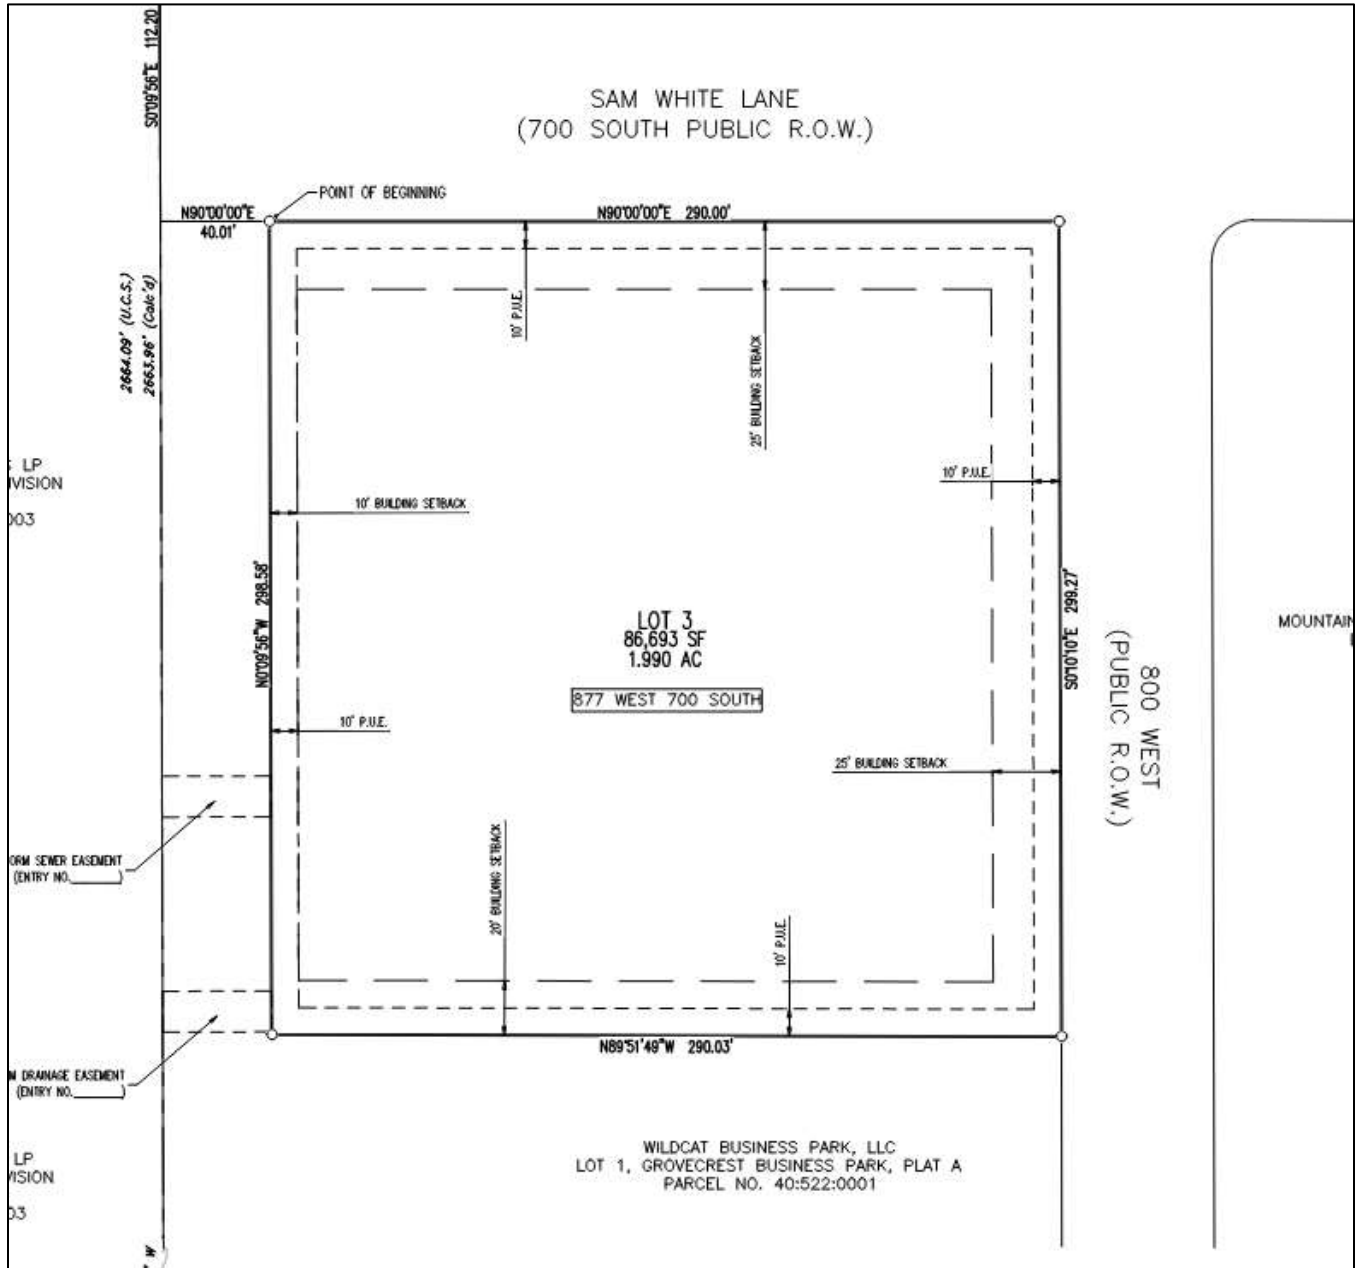 S0°09'56"E 112.20
SAM WHITE LANE
(700 SOUTH PUBLIC R.O.W.)
POINT OF BEGINNING
N90°00'00"E
40.01'
N90°00'00"E 290.00'
2664.09' (U.C.S.)
2663.96' (Calc'd)
10' P.U.E.
25' BUILDING SETBACK
LP
VISION
003
10' P.U.E.
10' BUILDING SETBACK
N0°09'56"W 298.58'
S0°10'10"E 299.27'
LOT 3
86,693 SF
1.990 AC
877 WEST 700 SOUTH
MOUNTAIN
800 WEST
(PUBLIC R.O.W.)
10' P.U.E.
25' BUILDING SETBACK
ORM SEWER EASEMENT
(ENTRY NO.______)
20' BUILDING SETBACK
10' P.U.E.
N89°51'49"W 290.03'
M DRAINAGE EASEMENT
(ENTRY NO.______)
WILDCAT BUSINESS PARK, LLC
LOT 1, GROVECREST BUSINESS PARK, PLAT A
PARCEL NO. 40:522:0001
LP
VISION
03
W